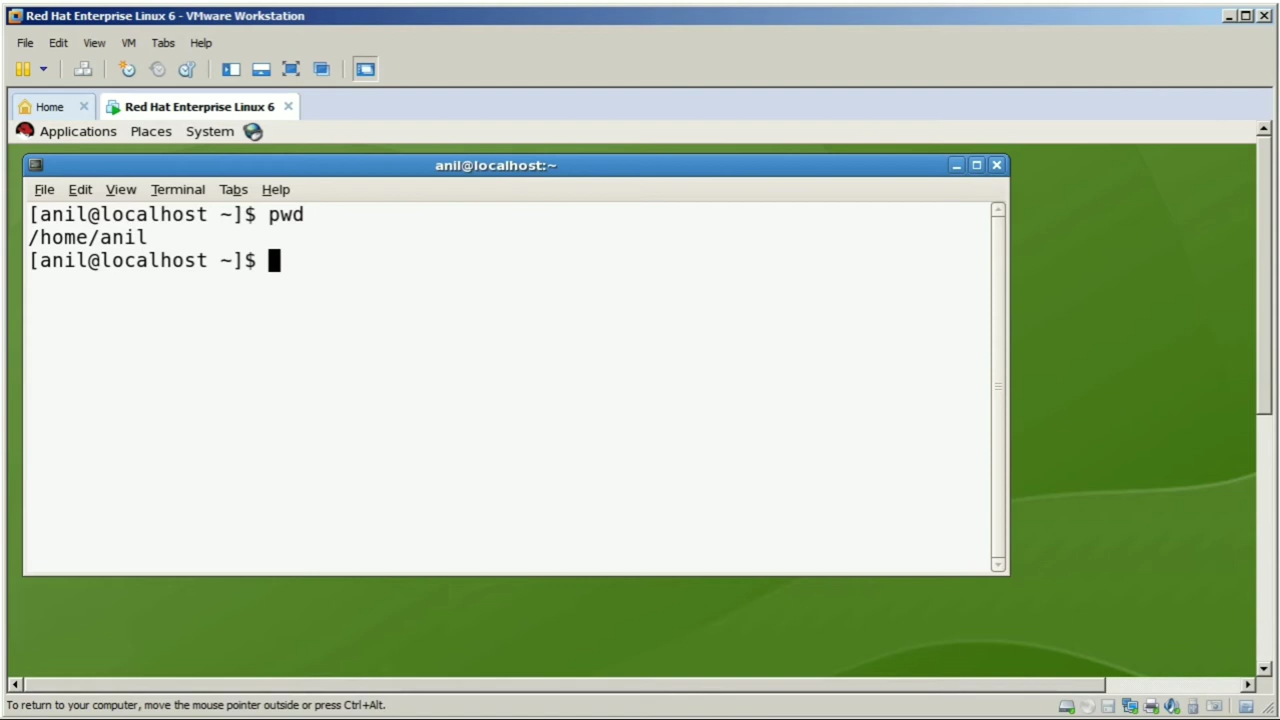 Red Hat Enterprise Linux 6 - VMware Workstation
File Edit View VM Tabs Help
Home Red Hat Enterprise Linux 6
Applications Places System
anil@localhost:~
File Edit View Terminal Tabs Help
[anil@localhost ~]$ pwd
/home/anil
[anil@localhost ~]$
To return to your computer, move the mouse pointer outside or press Ctrl+Alt.